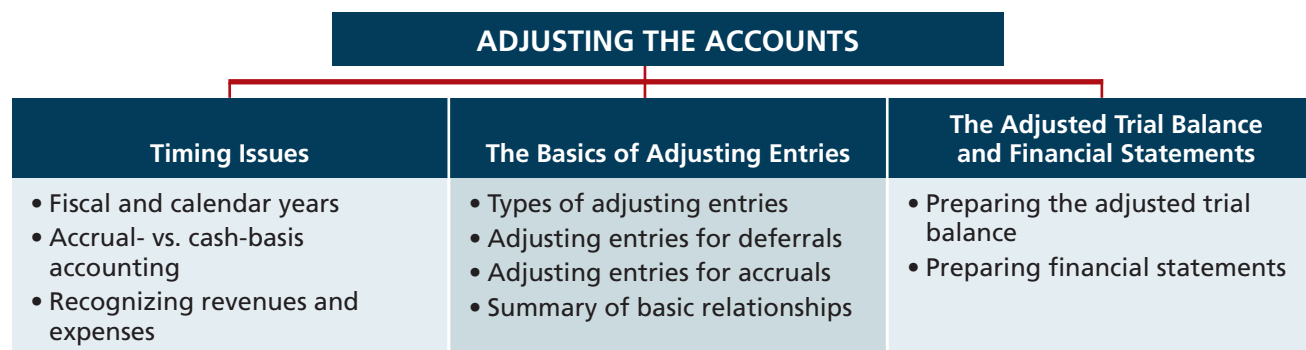 ADJUSTING THE ACCOUNTS
Timing Issues
• Fiscal and calendar years
• Accrual- vs. cash-basis
accounting
• Recognizing revenues and
expenses
The Basics of Adjusting Entries
• Types of adjusting entries
• Adjusting entries for deferrals
• Adjusting entries for accruals
• Summary of basic relationships
The Adjusted Trial Balance
and Financial Statements
• Preparing the adjusted trial
balance
• Preparing financial statements